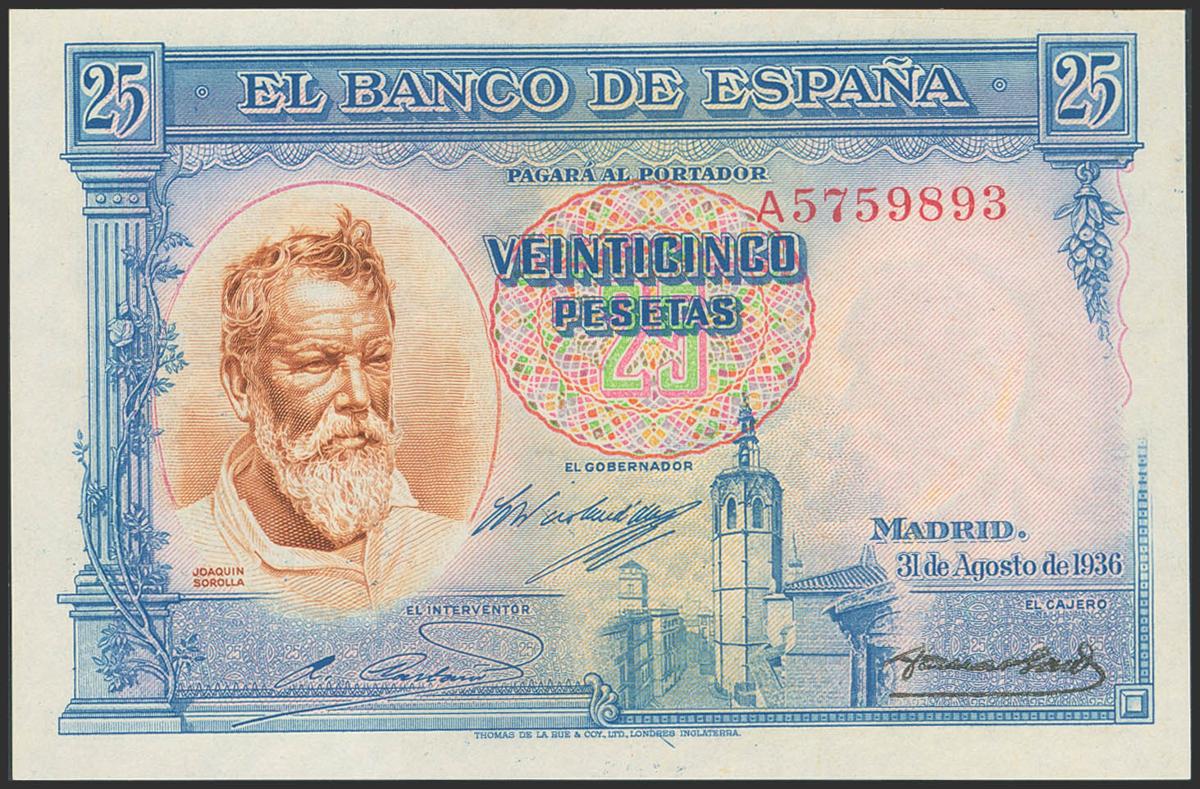 25 EL BANCO DE ESPAÑA 25
PAGARÁ AL PORTADOR
A5759893
VEINTICINCO
PESETAS
25
EL GOBERNADOR
MADRID.
31 de Agosto de 1936
JOAQUIN
SOROLLA
EL INTERVENTOR
EL CAJERO
THOMAS DE LA RUE & COY., LTD., LONDRES INGLATERRA.